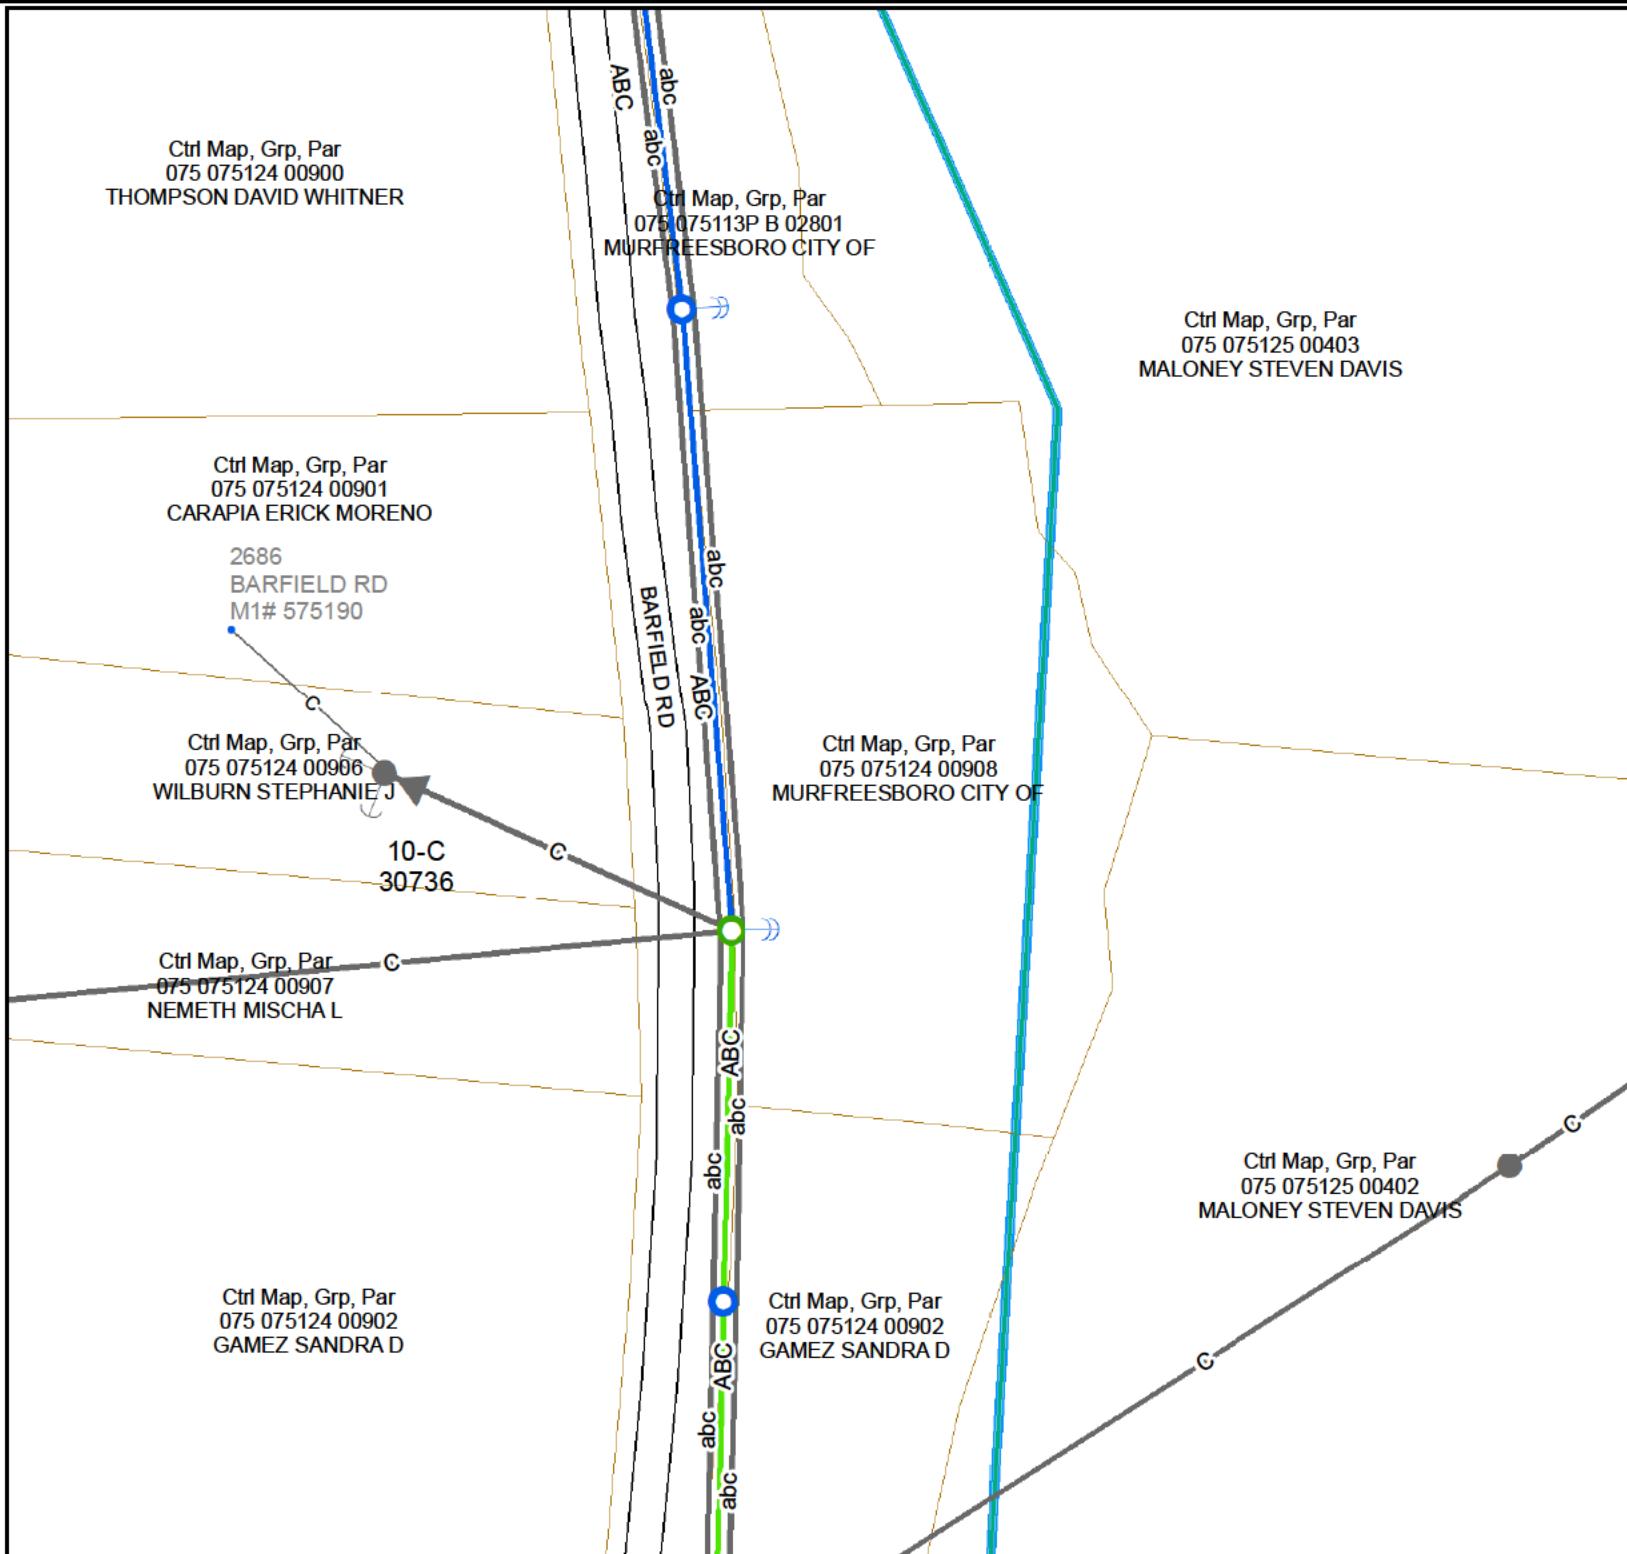 ABC
abc
abc
Ctrl Map, Grp, Par
075 075124 00900
THOMPSON DAVID WHITNER
Ctrl Map, Grp, Par
075 075113P B 02801
MURFREESBORO CITY OF
Ctrl Map, Grp, Par
075 075125 00403
MALONEY STEVEN DAVIS
Ctrl Map, Grp, Par
075 075124 00901
CARAPIA ERICK MORENO
2686
BARFIELD RD
M1# 575190
abc
abc
ABC
BARFIELD RD
C
Ctrl Map, Grp, Par
075 075124 00906
WILBURN STEPHANIE J
Ctrl Map, Grp, Par
075 075124 00908
MURFREESBORO CITY OF
10-C
30736
C
C
Ctrl Map, Grp, Par
075 075124 00907
NEMETH MISCHA L
ABC
abc
abc
C
Ctrl Map, Grp, Par
075 075125 00402
MALONEY STEVEN DAVIS
Ctrl Map, Grp, Par
075 075124 00902
GAMEZ SANDRA D
Ctrl Map, Grp, Par
075 075124 00902
GAMEZ SANDRA D
ABC
C
abc
abc